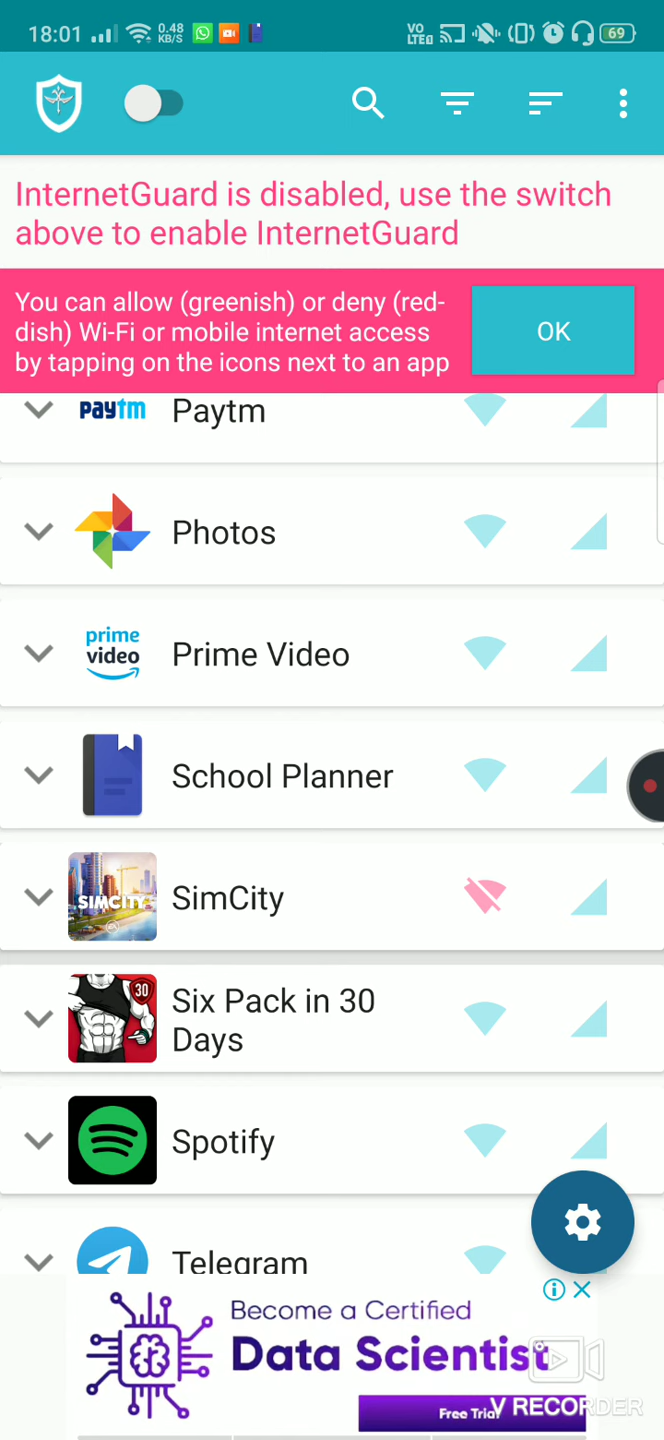 18:01
0.48
KB/S
VO
LTE
69
InternetGuard is disabled, use the switch
above to enable InternetGuard
You can allow (greenish) or deny (red-
dish) Wi-Fi or mobile internet access
by tapping on the icons next to an app
OK
paytm
Paytm
Photos
prime
video
Prime Video
School Planner
SIMCITY
SimCity
30
Six Pack in 30
Days
Spotify
Telegram
Become a Certified
Data Scientist
Free Trial
V RECORDER